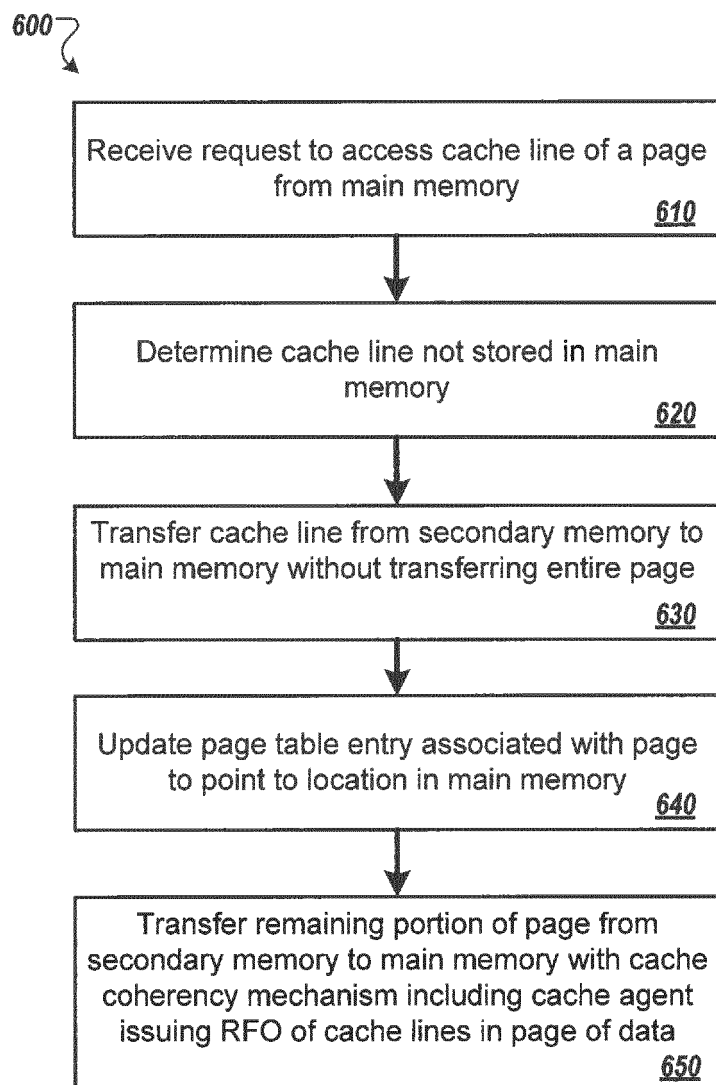 600
Receive request to access cache line of a page
from main memory
610
Determine cache line not stored in main
memory
620
Transfer cache line from secondary memory to
main memory without transferring entire page
630
Update page table entry associated with page
to point to location in main memory
640
Transfer remaining portion of page from
secondary memory to main memory with cache
coherency mechanism including cache agent
issuing RFO of cache lines in page of data
650